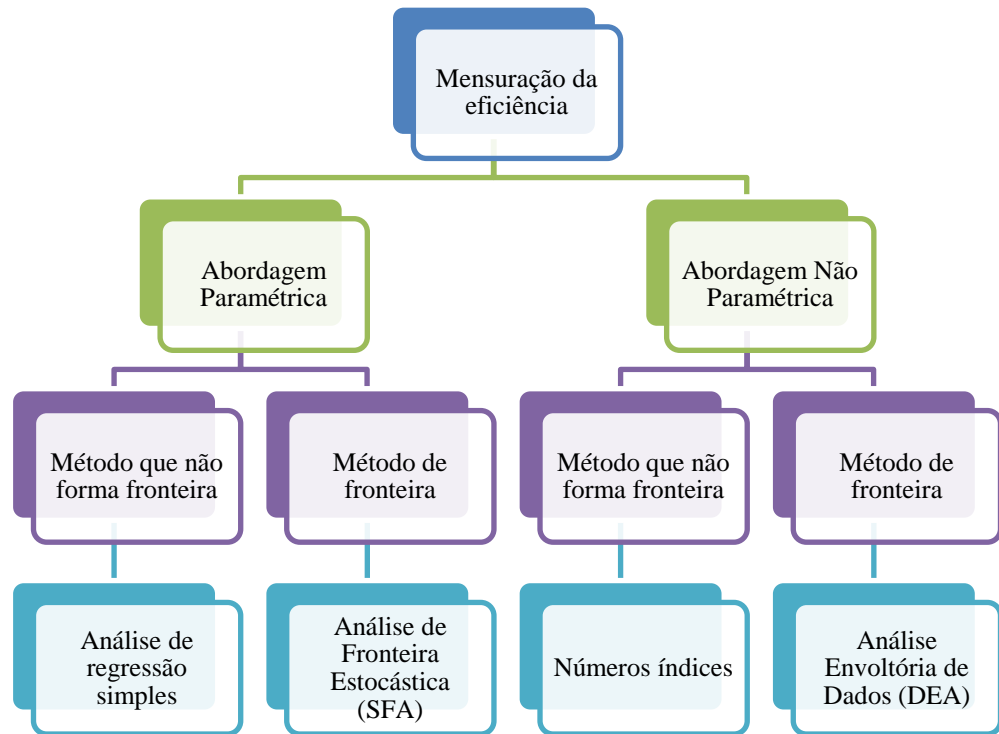 Mensuração da
eficiência
Abordagem
Paramétrica
Abordagem Não
Paramétrica
Método que não
forma fronteira
Método de
fronteira
Método que não
forma fronteira
Método de
fronteira
Análise de
regressão
simples
Análise de
Fronteira
Estocástica
(SFA)
Números índices
Análise
Envoltória de
Dados (DEA)